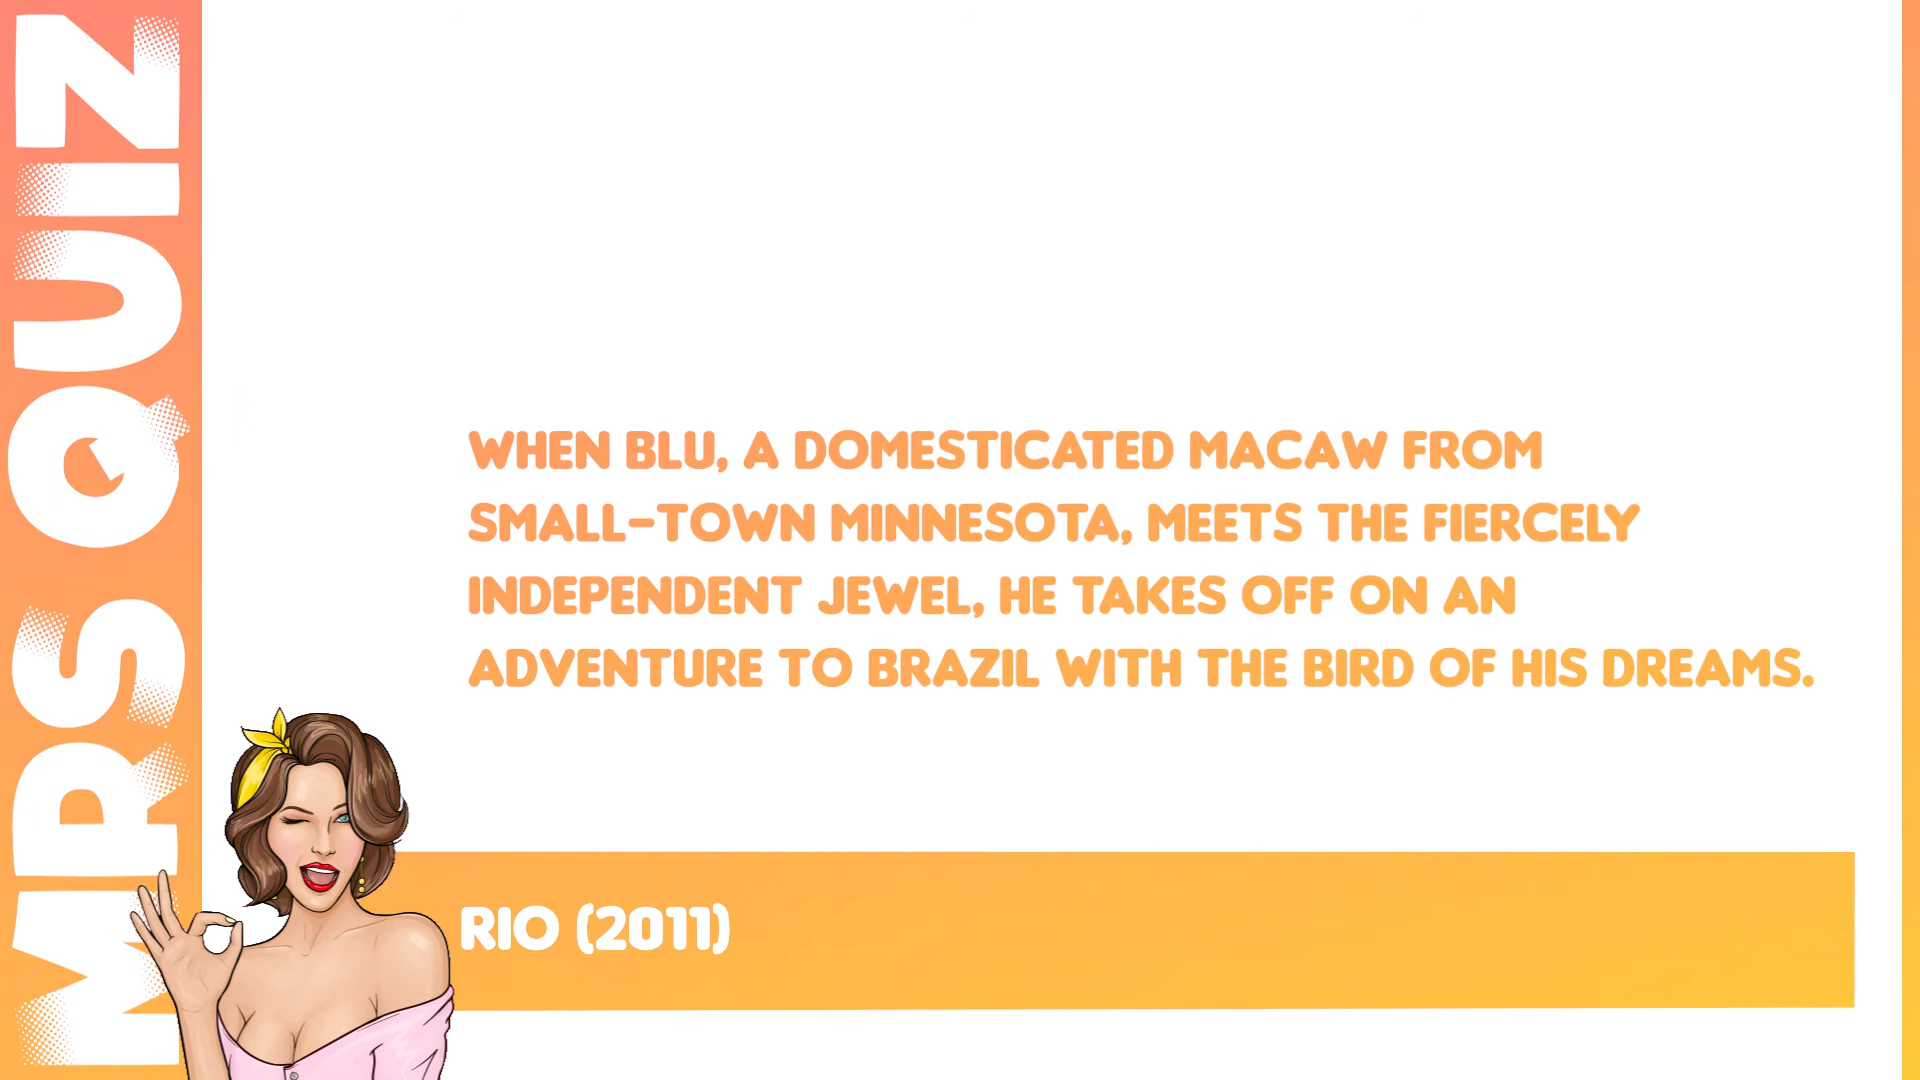 MRS QUIZ
WHEN BLU, A DOMESTICATED MACAW FROM
SMALL-TOWN MINNESOTA, MEETS THE FIERCELY
INDEPENDENT JEWEL, HE TAKES OFF ON AN
ADVENTURE TO BRAZIL WITH THE BIRD OF HIS DREAMS.
RIO (2011)